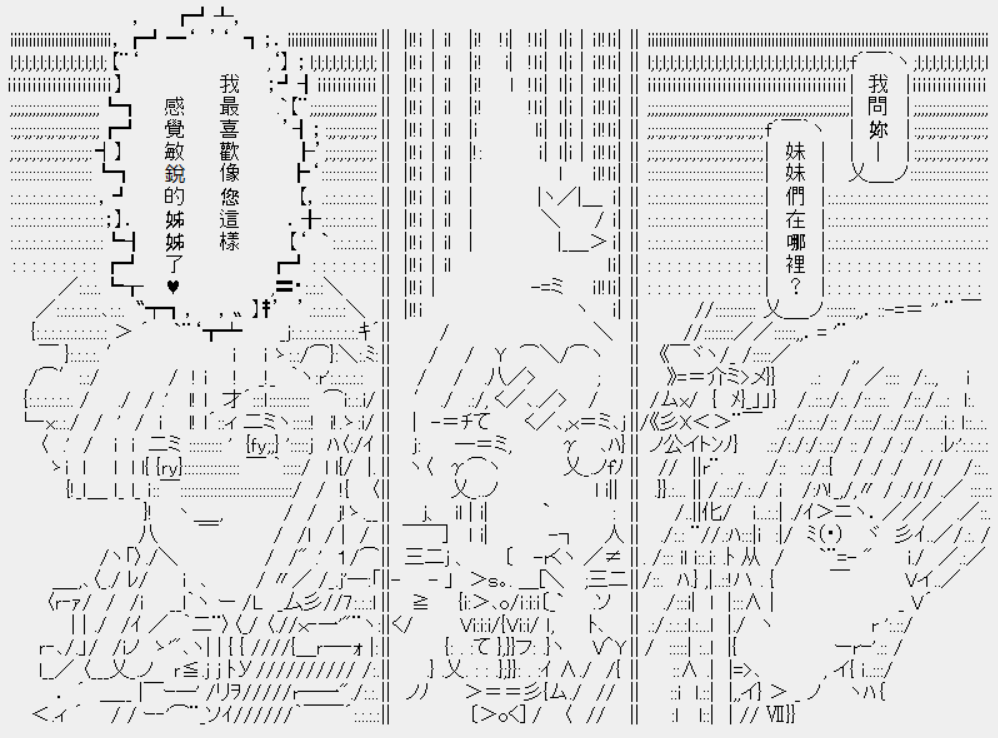 我問妳—
妹妹們在哪裡?
我最喜歡像您這樣
感覺敏銳的姊姊了♥